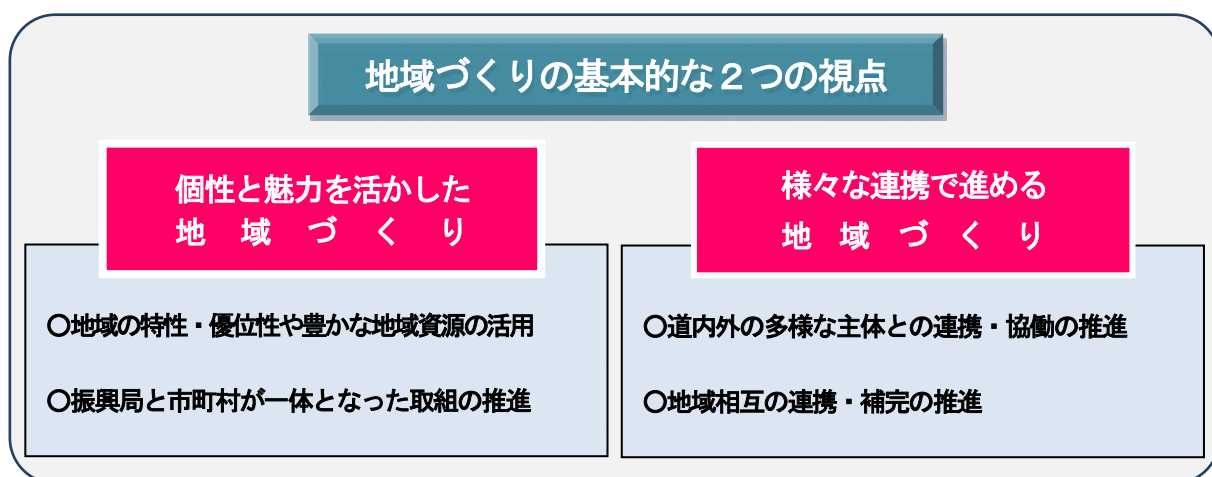 地域づくりの基本的な２つの視点
個性と魅力を活かした
地域づくり
〇地域の特性・優位性や豊かな地域資源の活用
〇振興局と市町村が一体となった取組の推進
様々な連携で進める
地域づくり
〇道内外の多様な主体との連携・協働の推進
〇地域相互の連携・補完の推進